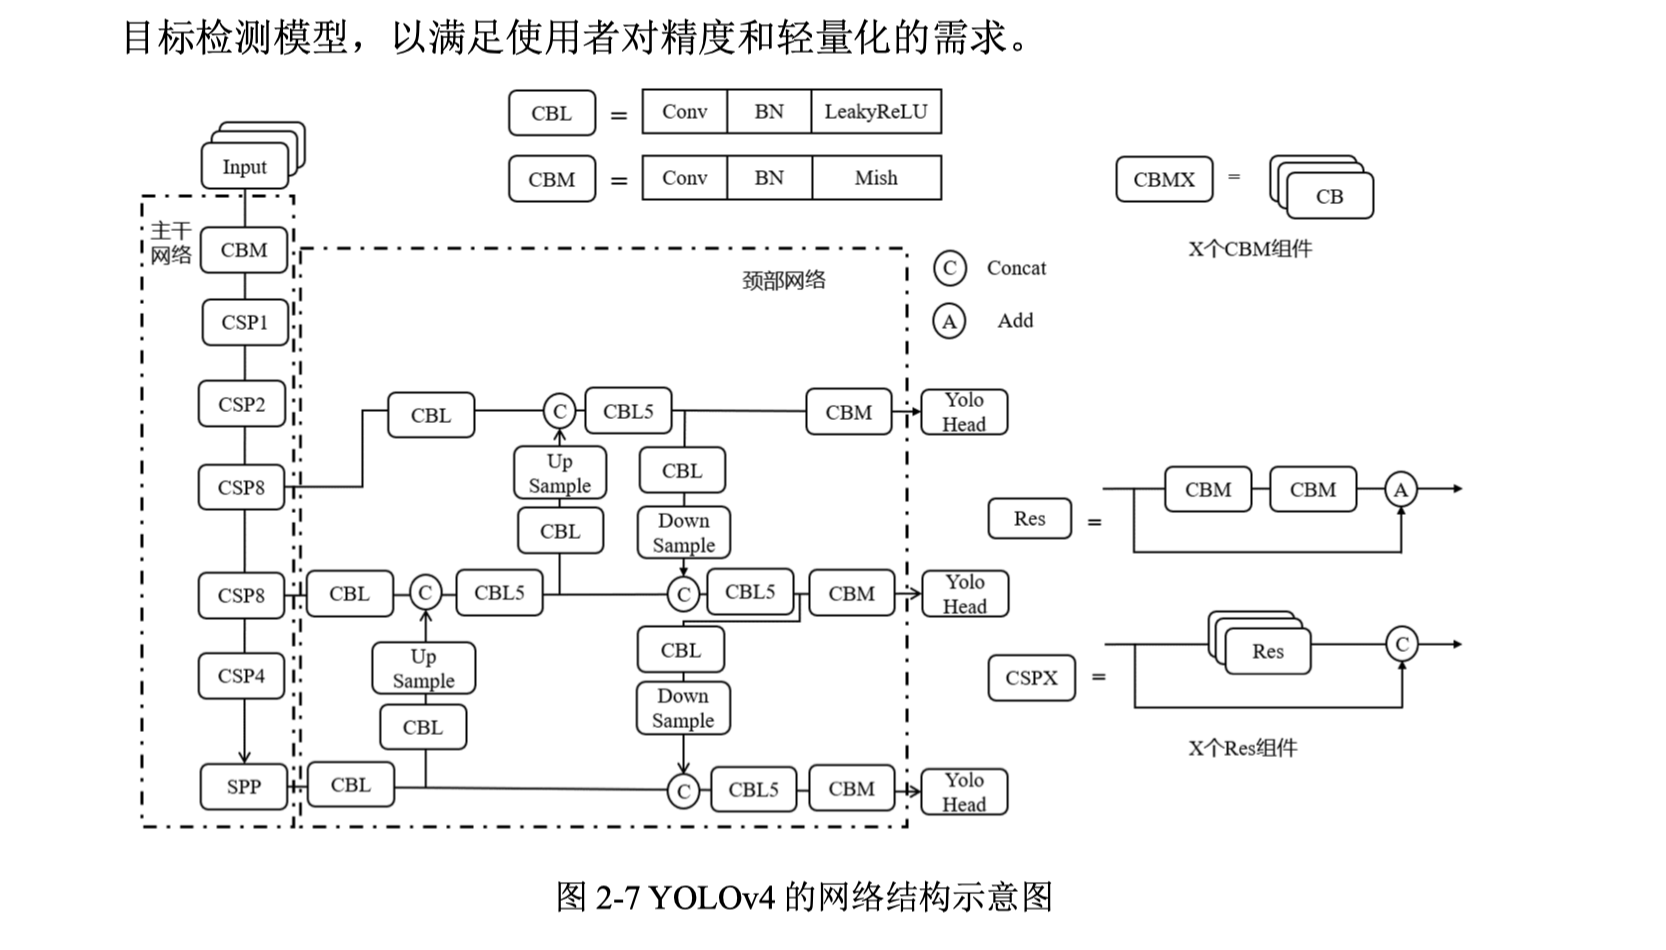 目标检测模型，以满足使用者对精度和轻量化的需求。
CBL = Conv BN LeakyReLU
CBM = Conv BN Mish
CBMX = CB
X个CBM组件
Input
主干
网络
CBM
CSP1
CSP2
CSP8
CSP8
CSP4
SPP
颈部网络
C Concat
A Add
CBL C CBL5 CBM
Yolo
Head
Up
Sample
CBL
CBL
Down
Sample
CBL C CBL5 C CBL5 CBM
Yolo
Head
Up
Sample
CBL
CBL
Down
Sample
CBL C CBL5 CBM
Yolo
Head
Res = CBM CBM A
CSPX = Res C
X个Res组件
图 2-7 YOLOv4 的网络结构示意图